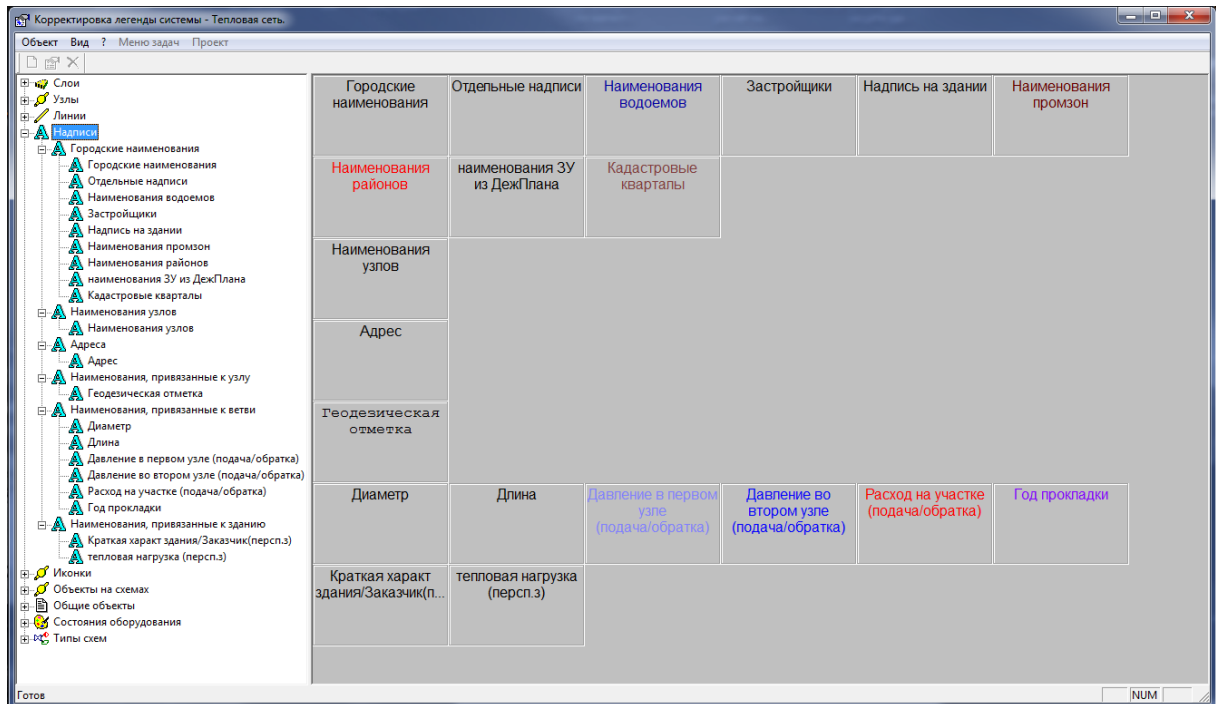 Корректировка легенды системы - Тепловая сеть.
Объект Вид ? Меню задач Проект
Слои
Узлы
Линии
Надписи
Городские наименования
Городские наименования
Отдельные надписи
Наименования водоемов
Застройщики
Надпись на здании
Наименования промзон
Наименования районов
наименования ЗУ из ДежПлана
Кадастровые кварталы
Наименования узлов
Наименования узлов
Адреса
Адрес
Наименования, привязанные к узлу
Геодезическая отметка
Наименования, привязанные к ветви
Диаметр
Длина
Давление в первом узле (подача/обратка)
Давление во втором узле (подача/обратка)
Расход на участке (подача/обратка)
Год прокладки
Наименования, привязанные к зданию
Краткая характ здания/Заказчик(персп.з)
тепловая нагрузка (персп.з)
Иконки
Объекты на схемах
Общие объекты
Состояния оборудования
Типы схем
Городские
наименования
Отдельные надписи
Наименования
водоемов
Застройщики
Надпись на здании
Наименования
промзон
Наименования
районов
наименования ЗУ
из ДежПлана
Кадастровые
кварталы
Наименования
узлов
Адрес
Геодезическая
отметка
Диаметр
Длина
Давление в первом
узле
(подача/обратка)
Давление во
втором узле
(подача/обратка)
Расход на участке
(подача/обратка)
Год прокладки
Краткая характ
здания/Заказчик(п...
тепловая нагрузка
(персп.з)
Готов
NUM